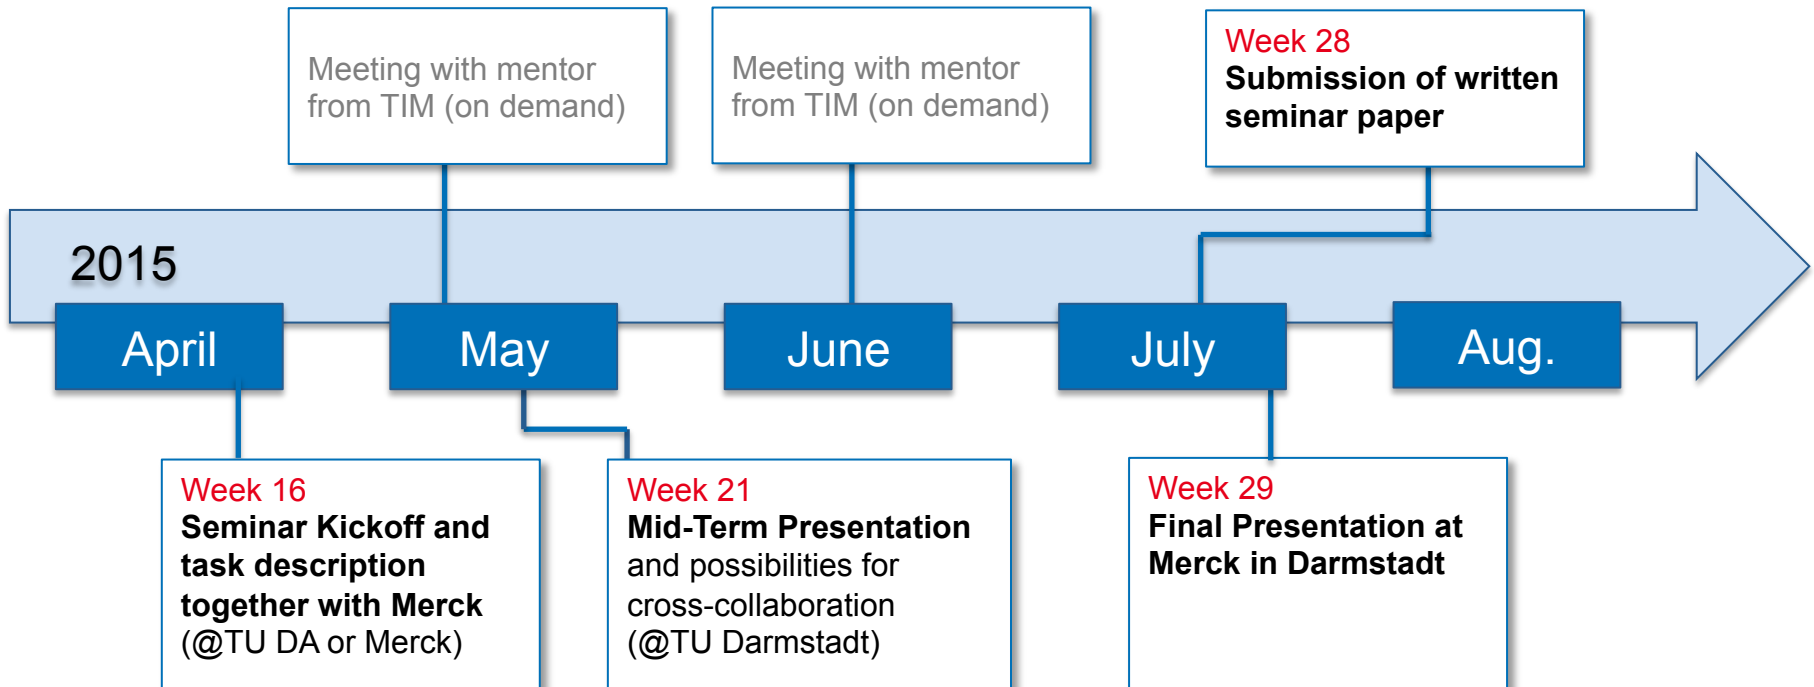 Meeting with mentor
from TIM (on demand)
Meeting with mentor
from TIM (on demand)
Week 28
Submission of written
seminar paper
2015
April
May
June
July
Aug.
Week 16
Seminar Kickoff and
task description
together with Merck
(@TU DA or Merck)
Week 21
Mid-Term Presentation
and possibilities for
cross-collaboration
(@TU Darmstadt)
Week 29
Final Presentation at
Merck in Darmstadt